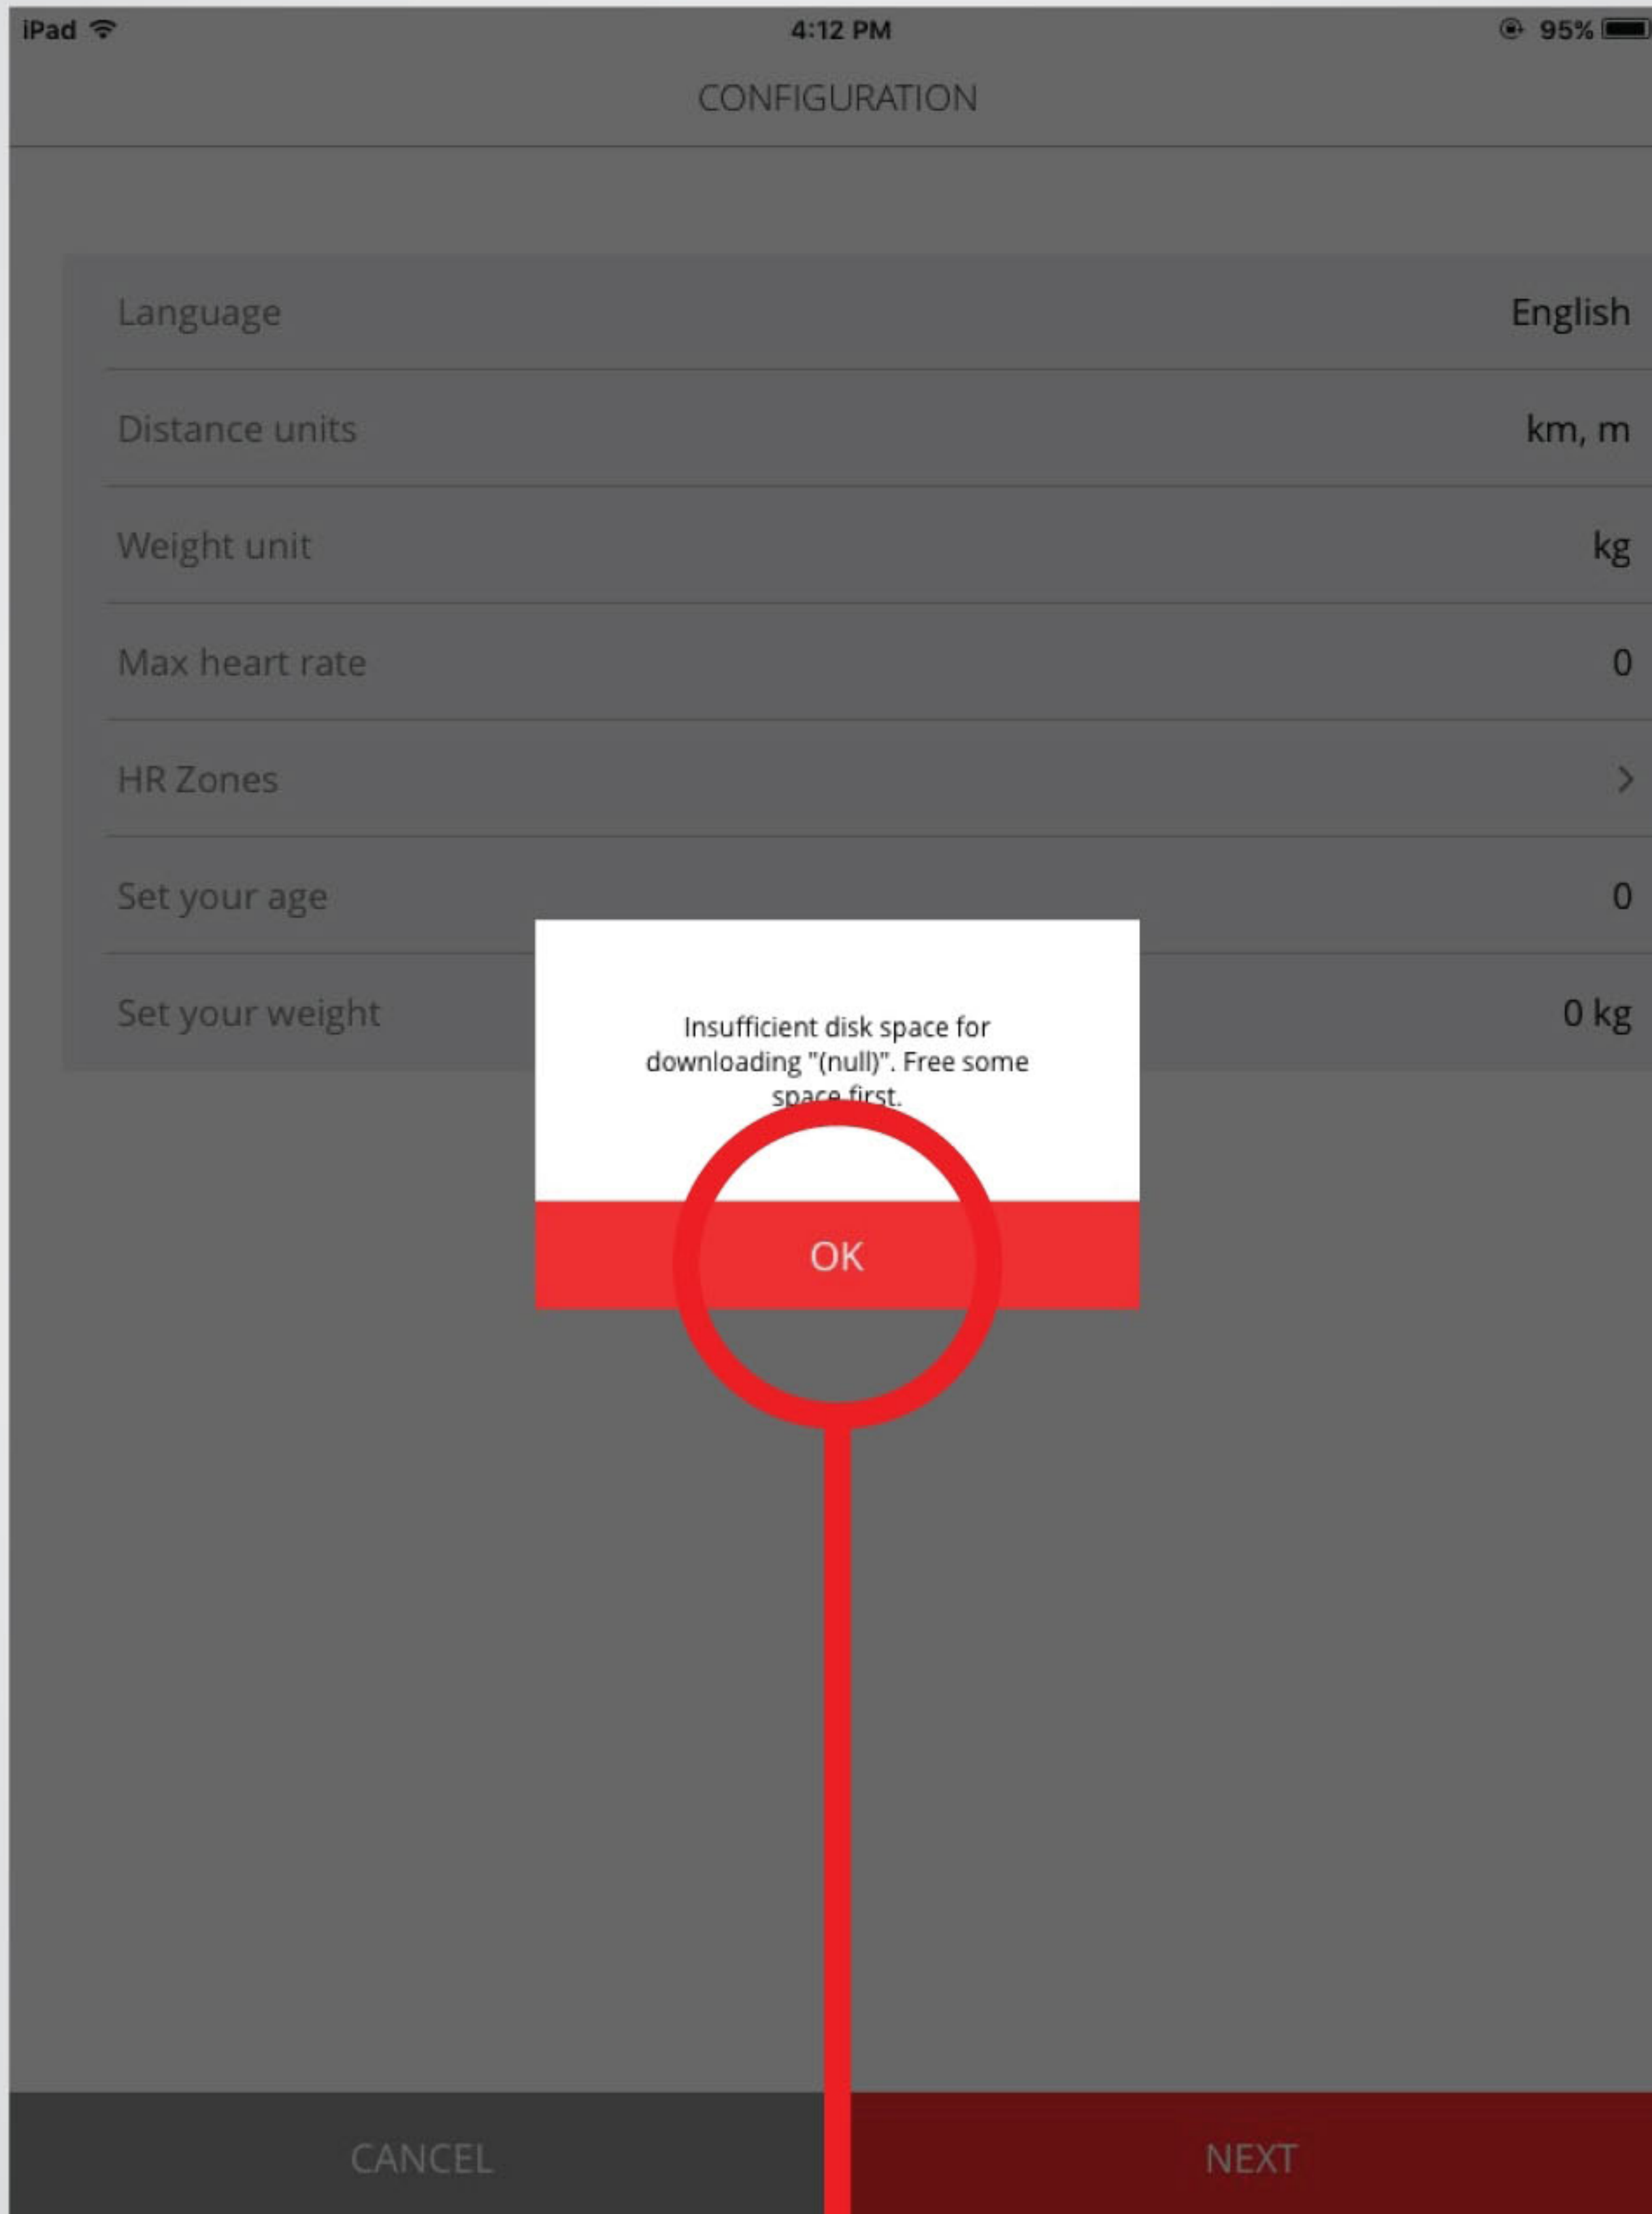 iPad 4:12 PM 95%
CONFIGURATION
Language English
Distance units km, m
Weight unit kg
Max heart rate 0
HR Zones >
Set your age 0
Set your weight 0 kg
Insufficient disk space for
downloading "(null)". Free some
space first.
OK
CANCEL NEXT